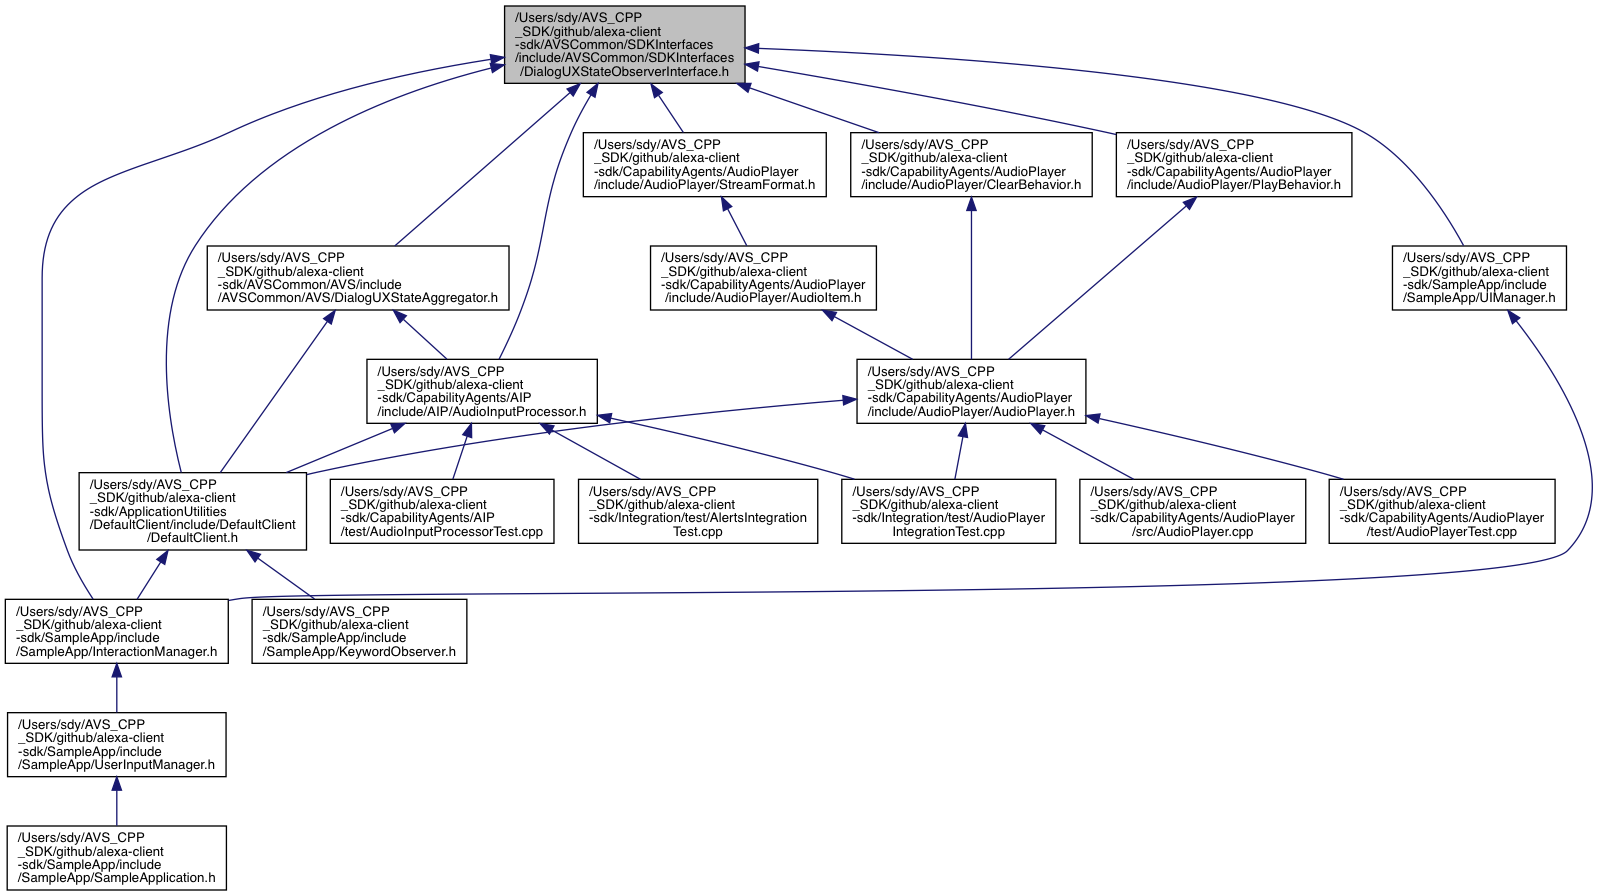 /Users/sdy/AVS_CPP
_SDK/github/alexa-client
-sdk/AVSCommon/SDKInterfaces
/include/AVSCommon/SDKInterfaces
/DialogUXStateObserverInterface.h
/Users/sdy/AVS_CPP
_SDK/github/alexa-client
-sdk/CapabilityAgents/AudioPlayer
/include/AudioPlayer/StreamFormat.h
/Users/sdy/AVS_CPP
_SDK/github/alexa-client
-sdk/CapabilityAgents/AudioPlayer
/include/AudioPlayer/ClearBehavior.h
/Users/sdy/AVS_CPP
_SDK/github/alexa-client
-sdk/CapabilityAgents/AudioPlayer
/include/AudioPlayer/PlayBehavior.h
/Users/sdy/AVS_CPP
_SDK/github/alexa-client
-sdk/AVSCommon/AVS/include
/AVSCommon/AVS/DialogUXStateAggregator.h
/Users/sdy/AVS_CPP
_SDK/github/alexa-client
-sdk/CapabilityAgents/AudioPlayer
/include/AudioPlayer/AudioItem.h
/Users/sdy/AVS_CPP
_SDK/github/alexa-client
-sdk/SampleApp/include
/SampleApp/UIManager.h
/Users/sdy/AVS_CPP
_SDK/github/alexa-client
-sdk/CapabilityAgents/AIP
/include/AIP/AudioInputProcessor.h
/Users/sdy/AVS_CPP
_SDK/github/alexa-client
-sdk/CapabilityAgents/AudioPlayer
/include/AudioPlayer/AudioPlayer.h
/Users/sdy/AVS_CPP
_SDK/github/alexa-client
-sdk/ApplicationUtilities
/DefaultClient/include/DefaultClient
/DefaultClient.h
/Users/sdy/AVS_CPP
_SDK/github/alexa-client
-sdk/CapabilityAgents/AIP
/test/AudioInputProcessorTest.cpp
/Users/sdy/AVS_CPP
_SDK/github/alexa-client
-sdk/Integration/test/AlertsIntegration
Test.cpp
/Users/sdy/AVS_CPP
_SDK/github/alexa-client
-sdk/Integration/test/AudioPlayer
IntegrationTest.cpp
/Users/sdy/AVS_CPP
_SDK/github/alexa-client
-sdk/CapabilityAgents/AudioPlayer
/src/AudioPlayer.cpp
/Users/sdy/AVS_CPP
_SDK/github/alexa-client
-sdk/CapabilityAgents/AudioPlayer
/test/AudioPlayerTest.cpp
/Users/sdy/AVS_CPP
_SDK/github/alexa-client
-sdk/SampleApp/include
/SampleApp/InteractionManager.h
/Users/sdy/AVS_CPP
_SDK/github/alexa-client
-sdk/SampleApp/include
/SampleApp/KeywordObserver.h
/Users/sdy/AVS_CPP
_SDK/github/alexa-client
-sdk/SampleApp/include
/SampleApp/UserInputManager.h
/Users/sdy/AVS_CPP
_SDK/github/alexa-client
-sdk/SampleApp/include
/SampleApp/SampleApplication.h